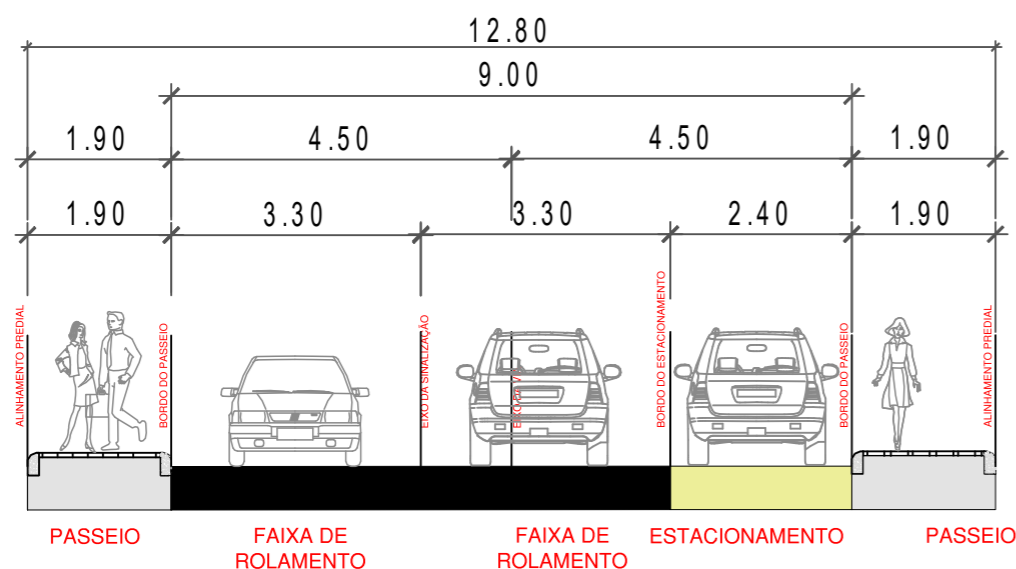 12.80
9.00
1.90
4.50
4.50
1.90
1.90
3.30
3.30
2.40
1.90
ALINHAMENTO PREDIAL
BORDO DO PASSEIO
EIXO DA SINALIZAÇÃO
EIXO DA
BORDO DO ESTACIONAMENTO
BORDO DO PASSEIO
ALINHAMENTO PREDIAL
PASSEIO
FAIXA DE
ROLAMENTO
FAIXA DE
ROLAMENTO
ESTACIONAMENTO
PASSEIO